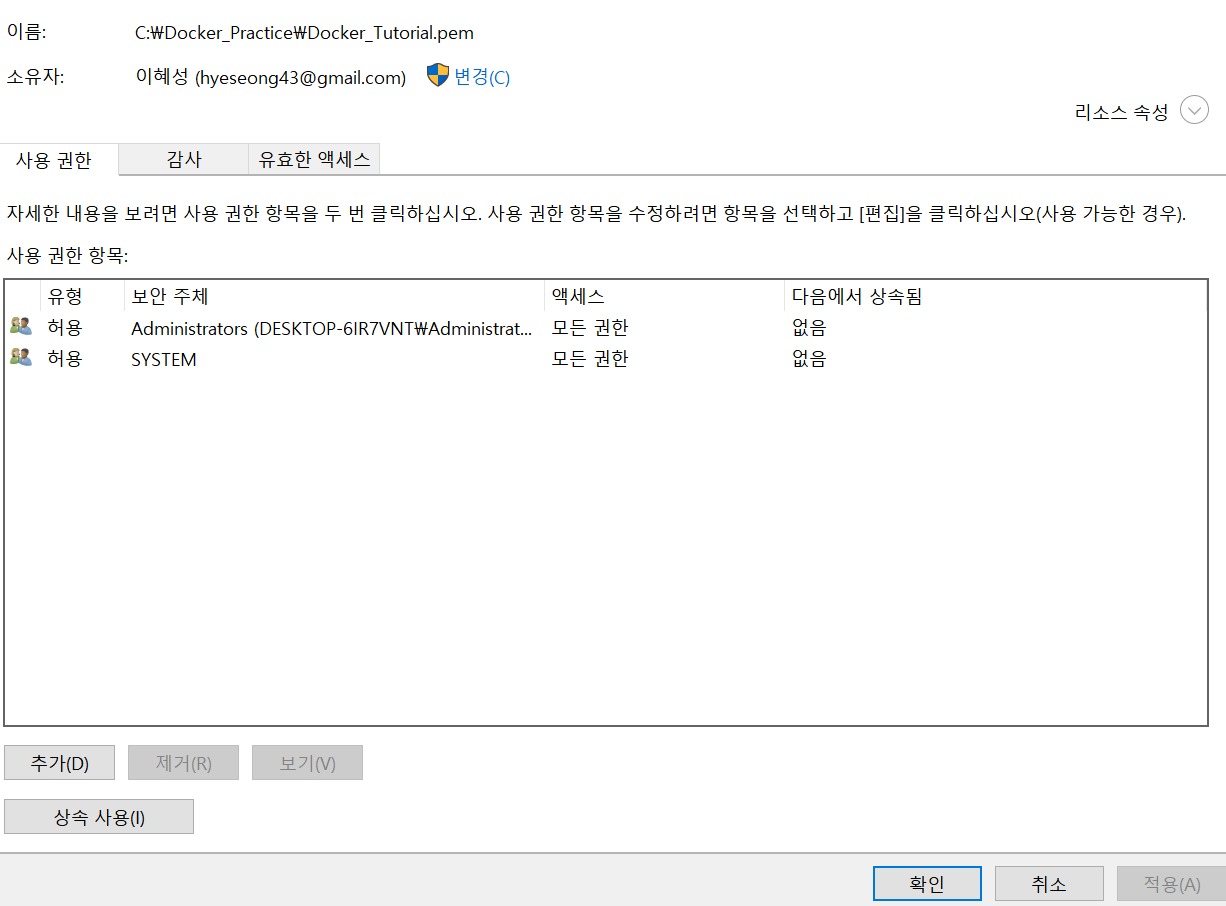 이름: C:₩Docker_Practice₩Docker_Tutorial.pem
소유자: 이혜성 (hyeseong43@gmail.com) 변경(C)
리소스 속성
사용 권한 감사 유효한 액세스
자세한 내용을 보려면 사용 권한 항목을 두 번 클릭하십시오. 사용 권한 항목을 수정하려면 항목을 선택하고 [편집]을 클릭하십시오(사용 가능한 경우).
사용 권한 항목:
유형 보안 주체 액세스 다음에서 상속됨
허용 Administrators (DESKTOP-6IR7VNT₩Administrat... 모든 권한 없음
허용 SYSTEM 모든 권한 없음
추가(D) 제거(R) 보기(V)
상속 사용(I)
확인 취소 적용(A)